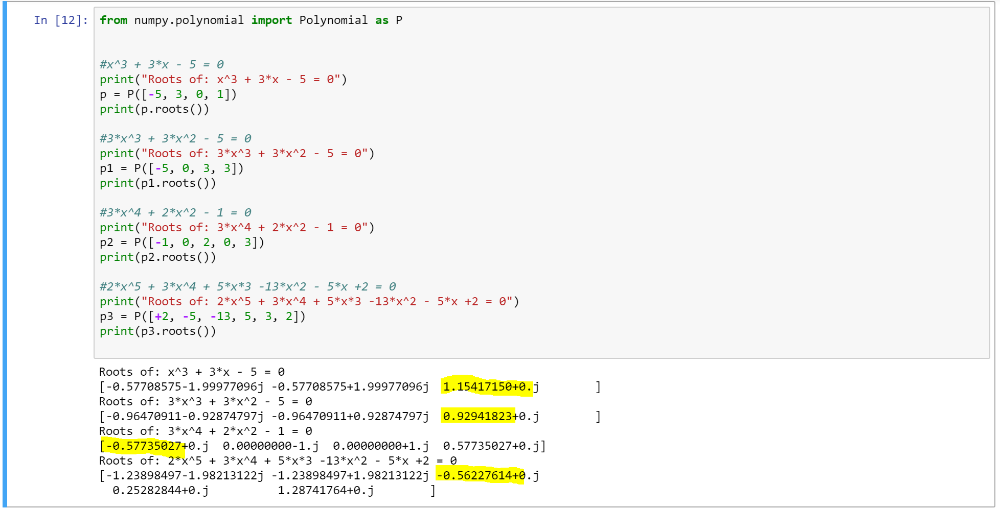 In [12]: from numpy.polynomial import Polynomial as P
#x^3 + 3*x - 5 = 0
print("Roots of: x^3 + 3*x - 5 = 0")
p = P([-5, 3, 0, 1])
print(p.roots())
#3*x^3 + 3*x^2 - 5 = 0
print("Roots of: 3*x^3 + 3*x^2 - 5 = 0")
p1 = P([-5, 0, 3, 3])
print(p1.roots())
#3*x^4 + 2*x^2 - 1 = 0
print("Roots of: 3*x^4 + 2*x^2 - 1 = 0")
p2 = P([-1, 0, 2, 0, 3])
print(p2.roots())
#2*x^5 + 3*x^4 + 5*x*3 -13*x^2 - 5*x +2 = 0
print("Roots of: 2*x^5 + 3*x^4 + 5*x*3 -13*x^2 - 5*x +2 = 0")
p3 = P([+2, -5, -13, 5, 3, 2])
print(p3.roots())
Roots of: x^3 + 3*x - 5 = 0
[-0.57708575-1.99977096j -0.57708575+1.99977096j  1.15417150+0.j        ]
Roots of: 3*x^3 + 3*x^2 - 5 = 0
[-0.96470911-0.92874797j -0.96470911+0.92874797j  0.92941823+0.j        ]
Roots of: 3*x^4 + 2*x^2 - 1 = 0
[-0.57735027+0.j  0.00000000-1.j  0.00000000+1.j  0.57735027+0.j]
Roots of: 2*x^5 + 3*x^4 + 5*x*3 -13*x^2 - 5*x +2 = 0
[-1.23898497-1.98213122j -1.23898497+1.98213122j -0.56227614+0.j
0.25282844+0.j          1.28741764+0.j        ]